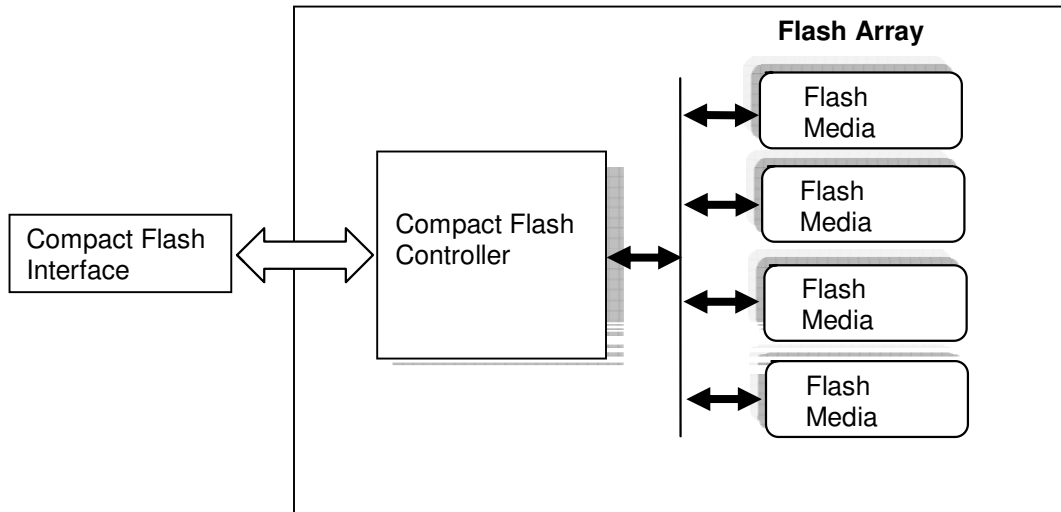 Flash Array
Flash
Media
Flash
Media
Compact Flash
Controller
Compact Flash
Interface
Flash
Media
Flash
Media